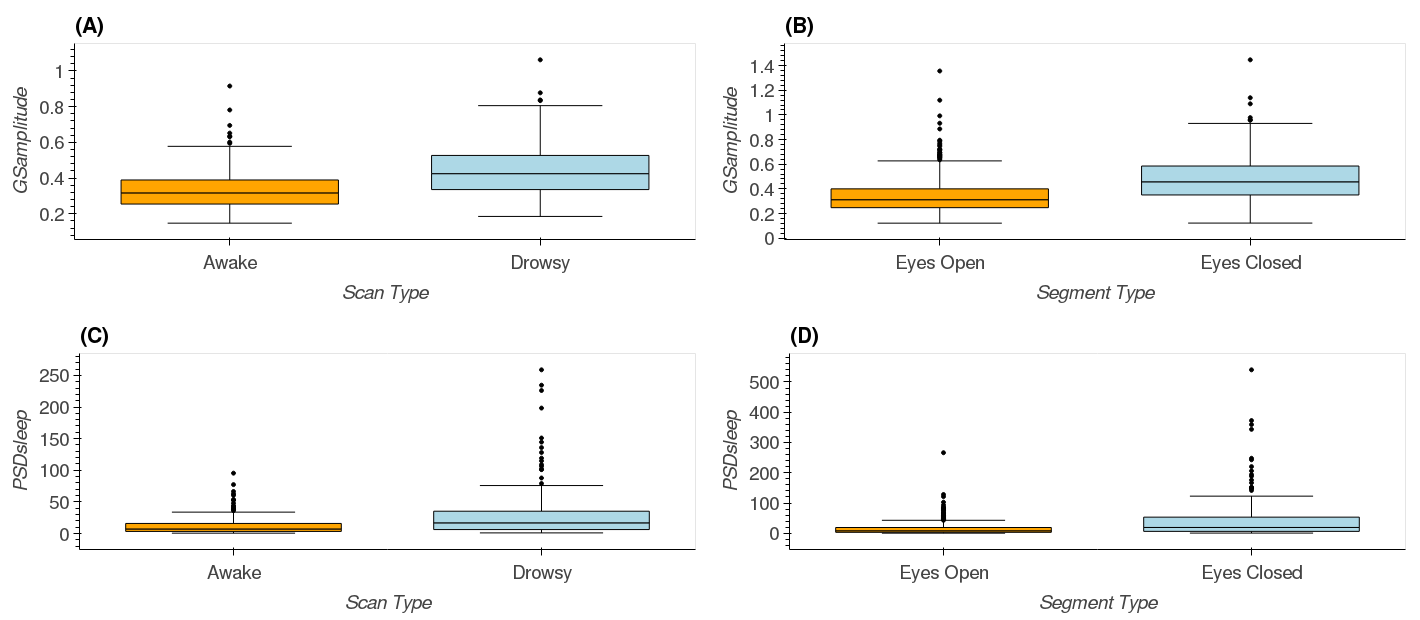 (A)
GSamplitude
1
0.8
0.6
0.4
0.2
Awake Drowsy
Scan Type
(B)
GSamplitude
1.4
1.2
1
0.8
0.6
0.4
0.2
0
Eyes Open Eyes Closed
Segment Type
(C)
PSDsleep
250
200
150
100
50
0
Awake Drowsy
Scan Type
(D)
PSDsleep
500
400
300
200
100
0
Eyes Open Eyes Closed
Segment Type